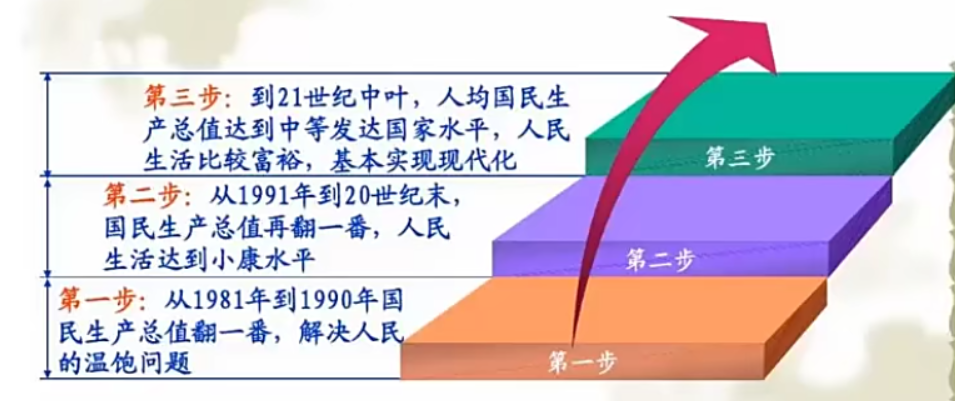 第三步：到21世纪中叶，人均国民生
产总值达到中等发达国家水平，人民
生活比较富裕，基本实现现代化
第三步
第二步：从1991年到20世纪末，
国民生产总值再翻一番，人民
生活达到小康水平
第二步
第一步：从1981年到1990年国
民生产总值翻一番，解决人民
的温饱问题
第一步